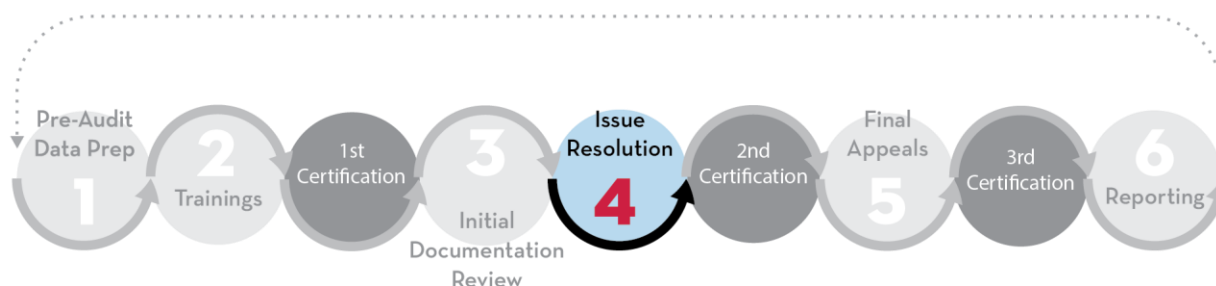 Pre-Audit
Data Prep
1
2
Trainings
1st
Certification
3
Initial
Documentation
Review
Issue
Resolution
4
2nd
Certification
Final
Appeals
5
3rd
Certification
6
Reporting